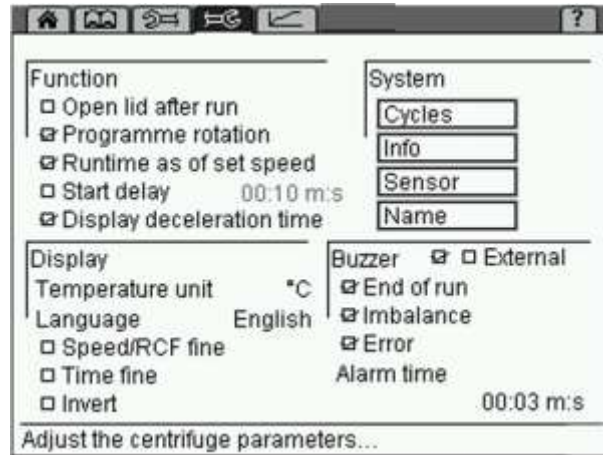 ?
Function
Open lid after run
Programme rotation
Runtime as of set speed
Start delay 00:10 m:s
Display deceleration time
System
Cycles
Info
Sensor
Name
Display
Temperature unit °C
Language English
Speed/RCF fine
Time fine
Invert
Buzzer External
End of run
Imbalance
Error
Alarm time
00:03 m:s
Adjust the centrifuge parameters...